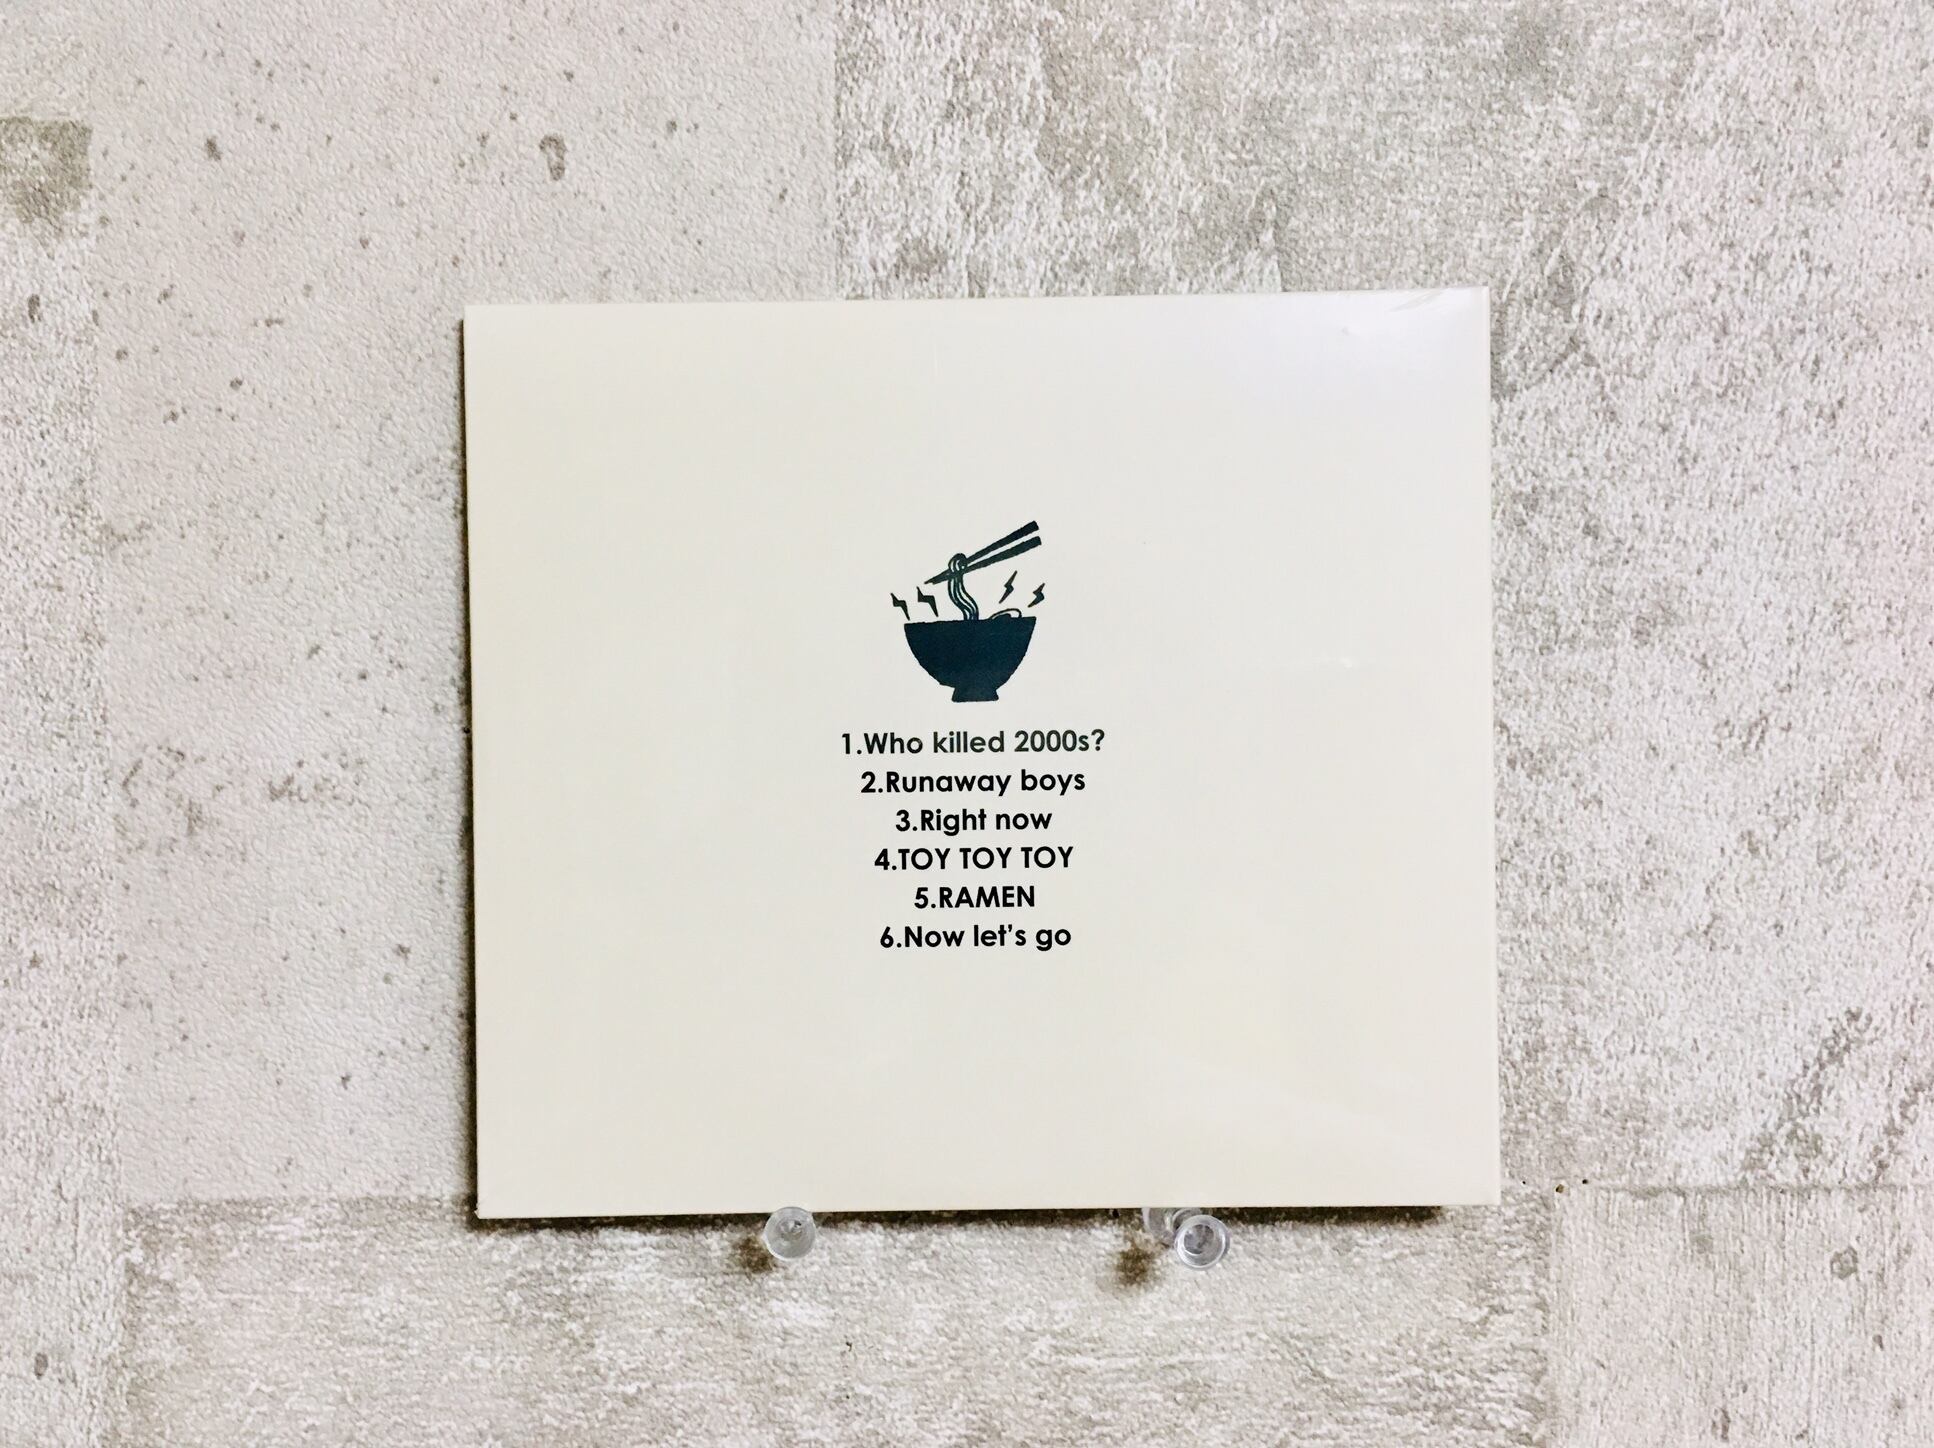 1.Who killed 2000s?
2.Runaway boys
3.Right now
4.TOY TOY TOY
5.RAMEN
6.Now let's go